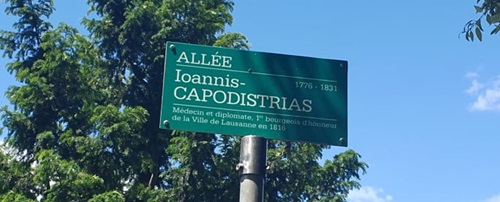 ALLÉE
Ioannis- 1776 - 1831
CAPODISTRIAS
Médecin et diplomate, 1er bourgeois d'honneur
de la Ville de Lausanne en 1816